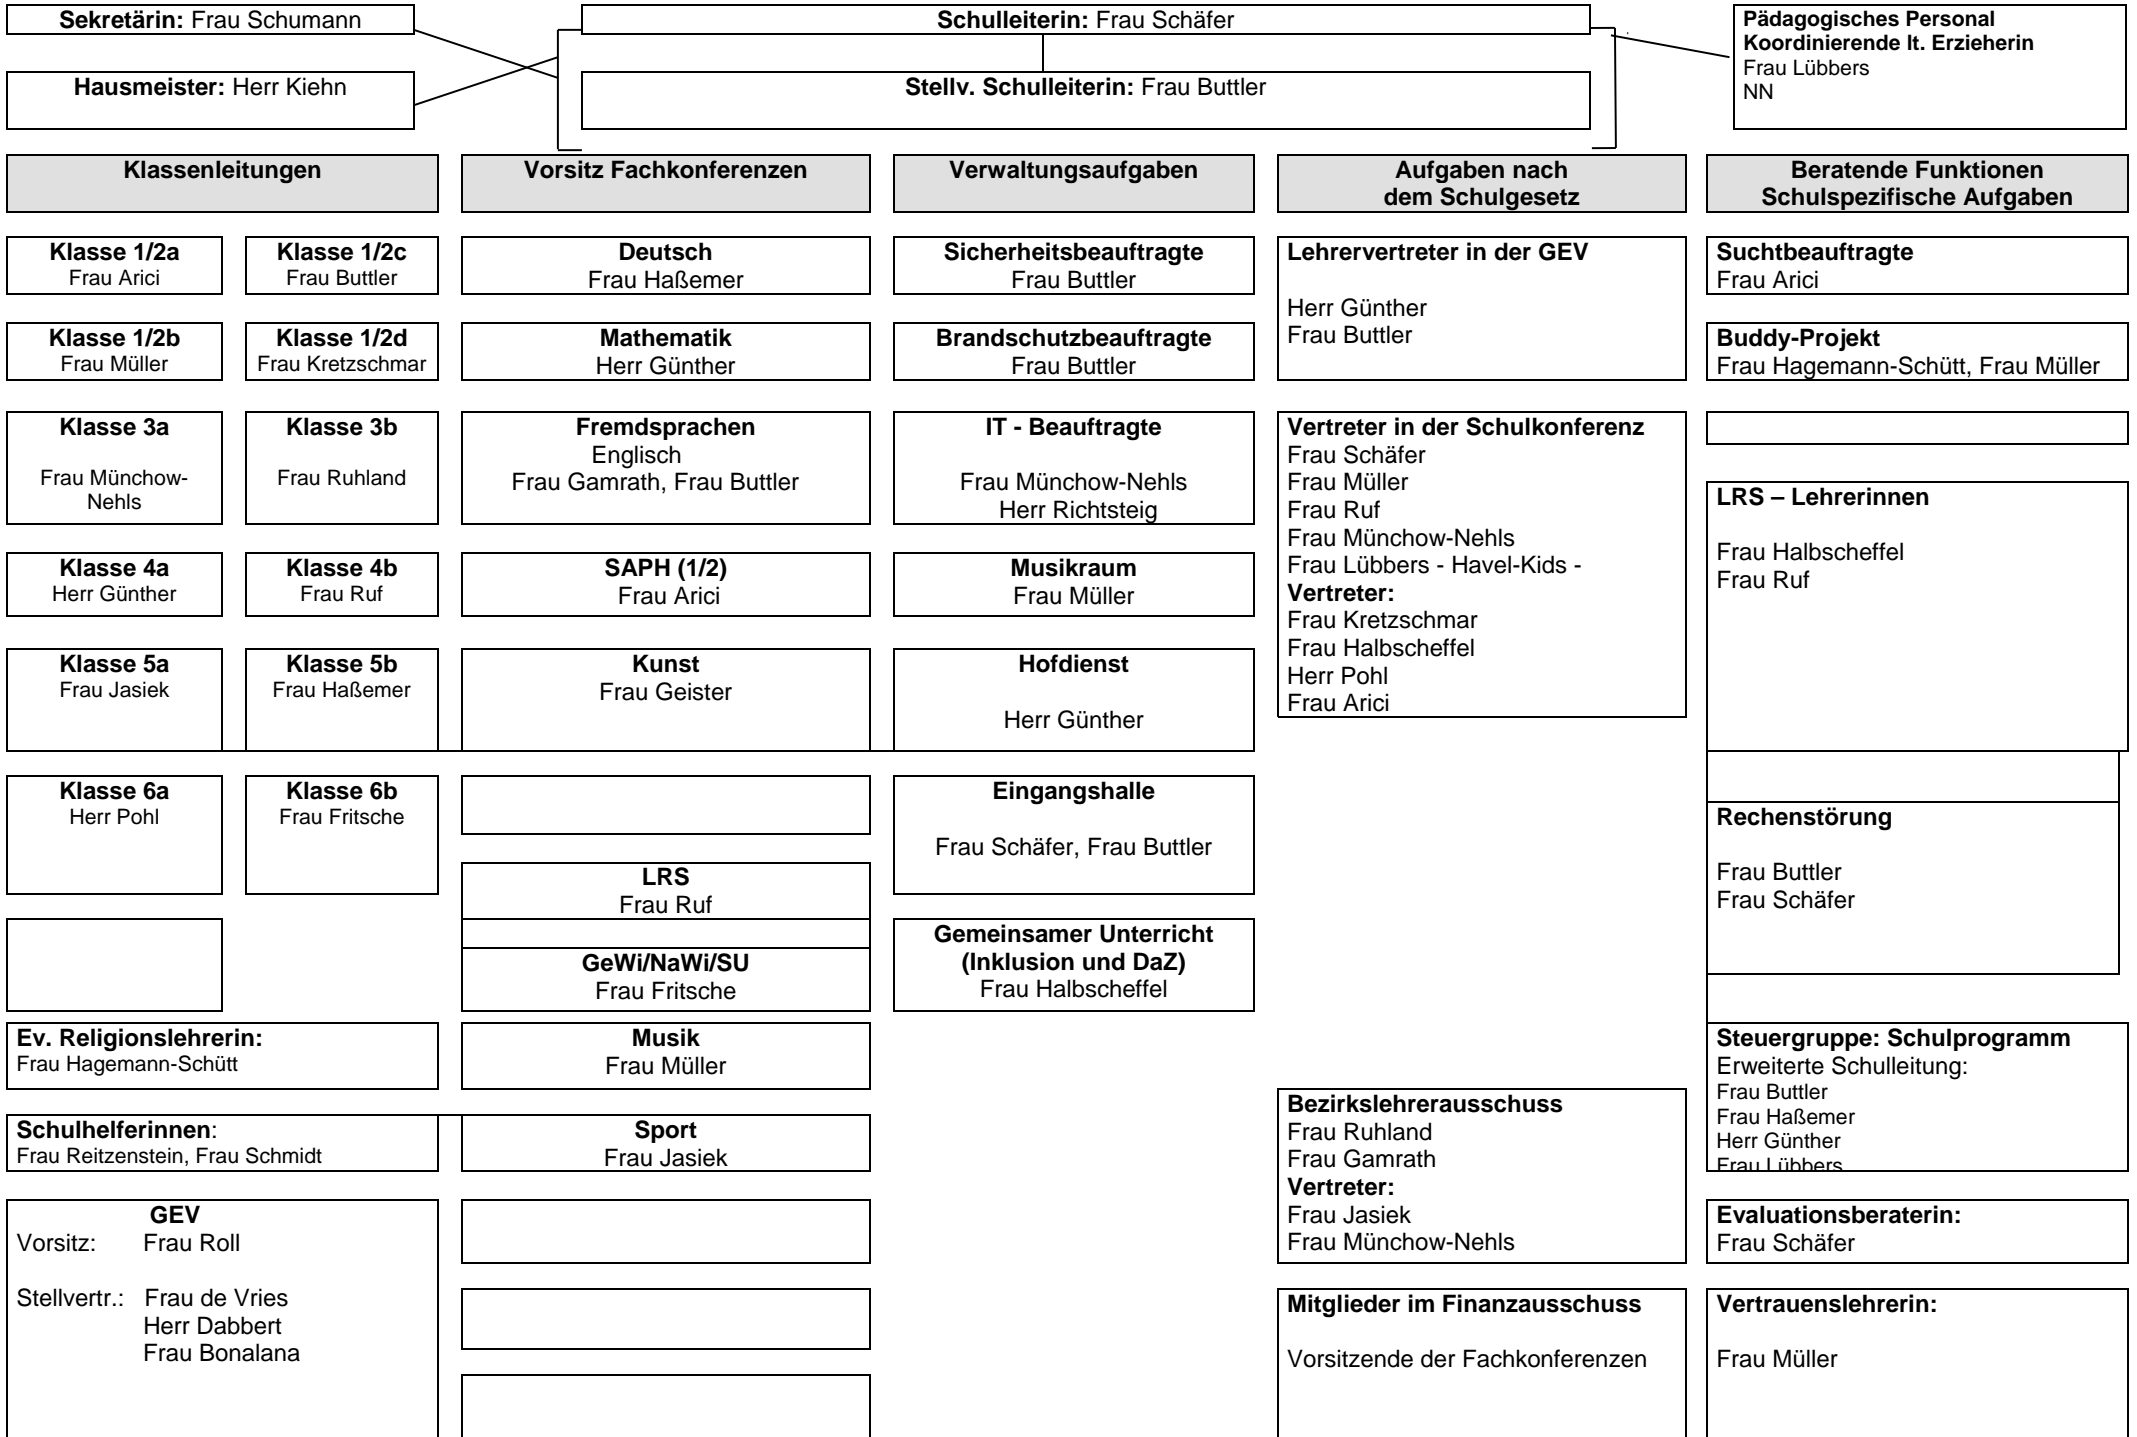 Sekretärin: Frau Schumann
Hausmeister: Herr Kiehn
Schulleiterin: Frau Schäfer
Stellv. Schulleiterin: Frau Buttler
Pädagogisches Personal
Koordinierende lt. Erzieherin
Frau Lübbers
NN
Klassenleitungen
Klasse 1/2a
Frau Arici
Klasse 1/2c
Frau Buttler
Klasse 1/2b
Frau Müller
Klasse 1/2d
Frau Kretzschmar
Klasse 3a
Frau Münchow-
Nehls
Klasse 3b
Frau Ruhland
Klasse 4a
Herr Günther
Klasse 4b
Frau Ruf
Klasse 5a
Frau Jasiek
Klasse 5b
Frau Haßemer
Klasse 6a
Herr Pohl
Klasse 6b
Frau Fritsche
Ev. Religionslehrerin:
Frau Hagemann-Schütt
Schulhelferinnen:
Frau Reitzenstein, Frau Schmidt
GEV
Vorsitz: Frau Roll
Stellvertr.: Frau de Vries
Herr Dabbert
Frau Bonalana
Vorsitz Fachkonferenzen
Deutsch
Frau Haßemer
Mathematik
Herr Günther
Fremdsprachen
Englisch
Frau Gamrath, Frau Buttler
SAPH (1/2)
Frau Arici
Kunst
Frau Geister
LRS
Frau Ruf
GeWi/NaWi/SU
Frau Fritsche
Musik
Frau Müller
Sport
Frau Jasiek
Verwaltungsaufgaben
Sicherheitsbeauftragte
Frau Buttler
Brandschutzbeauftragte
Frau Buttler
IT - Beauftragte
Frau Münchow-Nehls
Herr Richtsteig
Musikraum
Frau Müller
Hofdienst
Herr Günther
Eingangshalle
Frau Schäfer, Frau Buttler
Gemeinsamer Unterricht
(Inklusion und DaZ)
Frau Halbscheffel
Aufgaben nach
dem Schulgesetz
Lehrervertreter in der GEV
Herr Günther
Frau Buttler
Vertreter in der Schulkonferenz
Frau Schäfer
Frau Müller
Frau Ruf
Frau Münchow-Nehls
Frau Lübbers - Havel-Kids -
Vertreter:
Frau Kretzschmar
Frau Halbscheffel
Herr Pohl
Frau Arici
Bezirkslehrerausschuss
Frau Ruhland
Frau Gamrath
Vertreter:
Frau Jasiek
Frau Münchow-Nehls
Mitglieder im Finanzausschuss
Vorsitzende der Fachkonferenzen
Beratende Funktionen
Schulspezifische Aufgaben
Suchtbeauftragte
Frau Arici
Buddy-Projekt
Frau Hagemann-Schütt, Frau Müller
LRS – Lehrerinnen
Frau Halbscheffel
Frau Ruf
Rechenstörung
Frau Buttler
Frau Schäfer
Steuergruppe: Schulprogramm
Erweiterte Schulleitung:
Frau Buttler
Frau Haßemer
Herr Günther
Frau Lübbers
Evaluationsberaterin:
Frau Schäfer
Vertrauenslehrerin:
Frau Müller